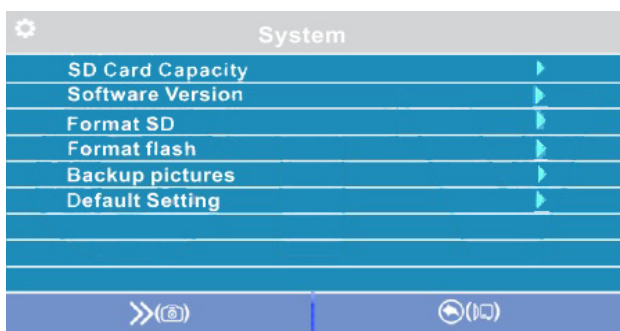 System
SD Card Capacity
Software Version
Format SD
Format flash
Backup pictures
Default Setting